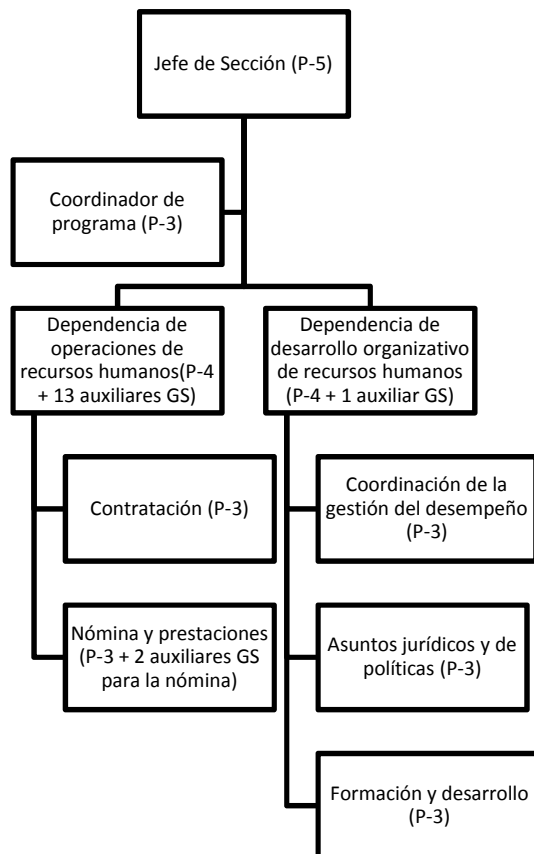 Jefe de Sección (P-5)
Coordinador de
programa (P-3)
Dependencia de
operaciones de
recursos humanos(P-4
+ 13 auxiliares GS)
Dependencia de
desarrollo organizativo
de recursos humanos
(P-4 + 1 auxiliar GS)
Contratación (P-3)
Coordinación de la
gestión del desempeño
(P-3)
Nómina y prestaciones
(P-3 + 2 auxiliares GS
para la nómina)
Asuntos jurídicos y de
políticas (P-3)
Formación y desarrollo
(P-3)